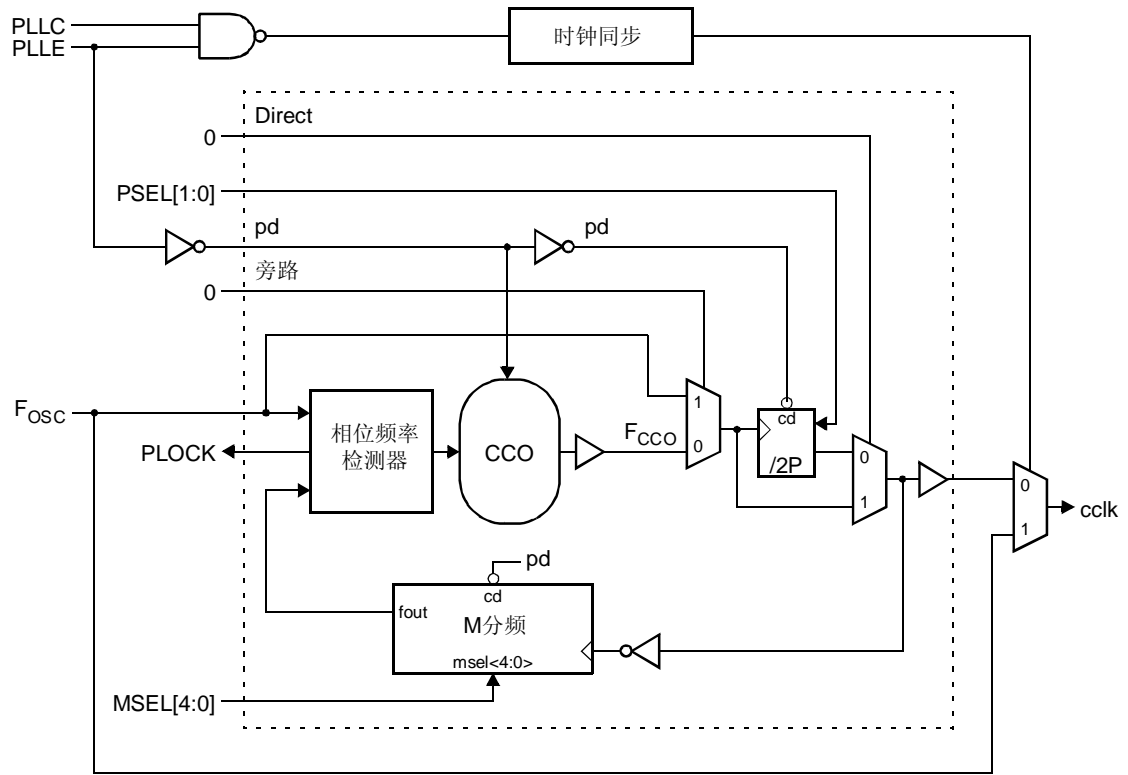 PLLC
时钟同步
PLLE
Direct
0
PSEL[1:0]
pd
pd
旁路
0
1
FOSC
相位频率
检测器
cd
FCCO
PLOCK
CCO
0
0
/2P
0
1
1
cclk
pd
cd
fout
M分频
msel<4:0>
MSEL[4:0]